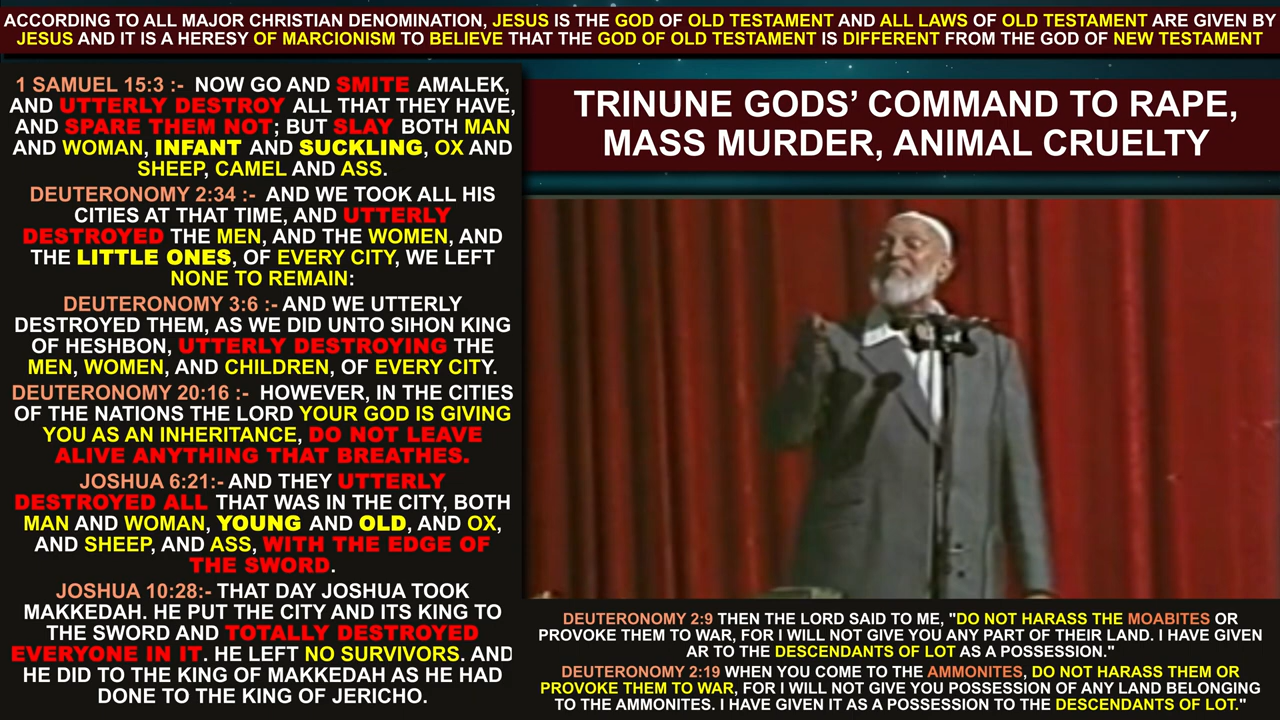 ACCORDING TO ALL MAJOR CHRISTIAN DENOMINATION, JESUS IS THE GOD OF OLD TESTAMENT AND ALL LAWS OF OLD TESTAMENT ARE GIVEN BY
JESUS AND IT IS A HERESY OF MARCIONISM TO BELIEVE THAT THE GOD OF OLD TESTAMENT IS DIFFERENT FROM THE GOD OF NEW TESTAMENT
1 SAMUEL 15:3 :- NOW GO AND SMITE AMALEK,
AND UTTERLY DESTROY ALL THAT THEY HAVE,
AND SPARE THEM NOT; BUT SLAY BOTH MAN
AND WOMAN, INFANT AND SUCKLING, OX AND
SHEEP, CAMEL AND ASS.
DEUTERONOMY 2:34 :- AND WE TOOK ALL HIS
CITIES AT THAT TIME, AND UTTERLY
DESTROYED THE MEN, AND THE WOMEN, AND
THE LITTLE ONES, OF EVERY CITY, WE LEFT
NONE TO REMAIN:
DEUTERONOMY 3:6 :- AND WE UTTERLY
DESTROYED THEM, AS WE DID UNTO SIHON KING
OF HESHBON, UTTERLY DESTROYING THE
MEN, WOMEN, AND CHILDREN, OF EVERY CITY.
DEUTERONOMY 20:16 :- HOWEVER, IN THE CITIES
OF THE NATIONS THE LORD YOUR GOD IS GIVING
YOU AS AN INHERITANCE, DO NOT LEAVE
ALIVE ANYTHING THAT BREATHES.
JOSHUA 6:21:- AND THEY UTTERLY
DESTROYED ALL THAT WAS IN THE CITY, BOTH
MAN AND WOMAN, YOUNG AND OLD, AND OX,
AND SHEEP, AND ASS, WITH THE EDGE OF
THE SWORD.
JOSHUA 10:28:- THAT DAY JOSHUA TOOK
MAKKEDAH. HE PUT THE CITY AND ITS KING TO
THE SWORD AND TOTALLY DESTROYED
EVERYONE IN IT. HE LEFT NO SURVIVORS. AND
HE DID TO THE KING OF MAKKEDAH AS HE HAD
DONE TO THE KING OF JERICHO.
TRINUNE GODS’ COMMAND TO RAPE,
MASS MURDER, ANIMAL CRUELTY
DEUTERONOMY 2:9 THEN THE LORD SAID TO ME, "DO NOT HARASS THE MOABITES OR
PROVOKE THEM TO WAR, FOR I WILL NOT GIVE YOU ANY PART OF THEIR LAND. I HAVE GIVEN
AR TO THE DESCENDANTS OF LOT AS A POSSESSION."
DEUTERONOMY 2:19 WHEN YOU COME TO THE AMMONITES, DO NOT HARASS THEM OR
PROVOKE THEM TO WAR, FOR I WILL NOT GIVE YOU POSSESSION OF ANY LAND BELONGING
TO THE AMMONITES. I HAVE GIVEN IT AS A POSSESSION TO THE DESCENDANTS OF LOT."